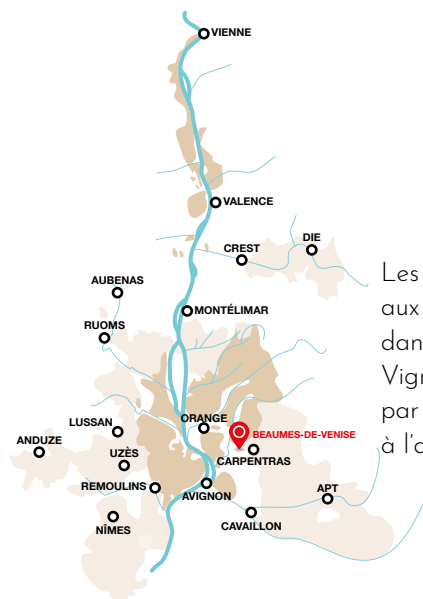 VIENNE
VALENCE
DIE
CREST
AUBENAS
MONTÉLIMAR
RUOMS
LUSSAN
ORANGE
BEAUMES-DE-VENISE
ANDUZE
UZÈS
CARPENTRAS
REMOULINS
AVIGNON
APT
CAVAILLON
NÎMES
Les
aux
dan
Vign
par
à l'a